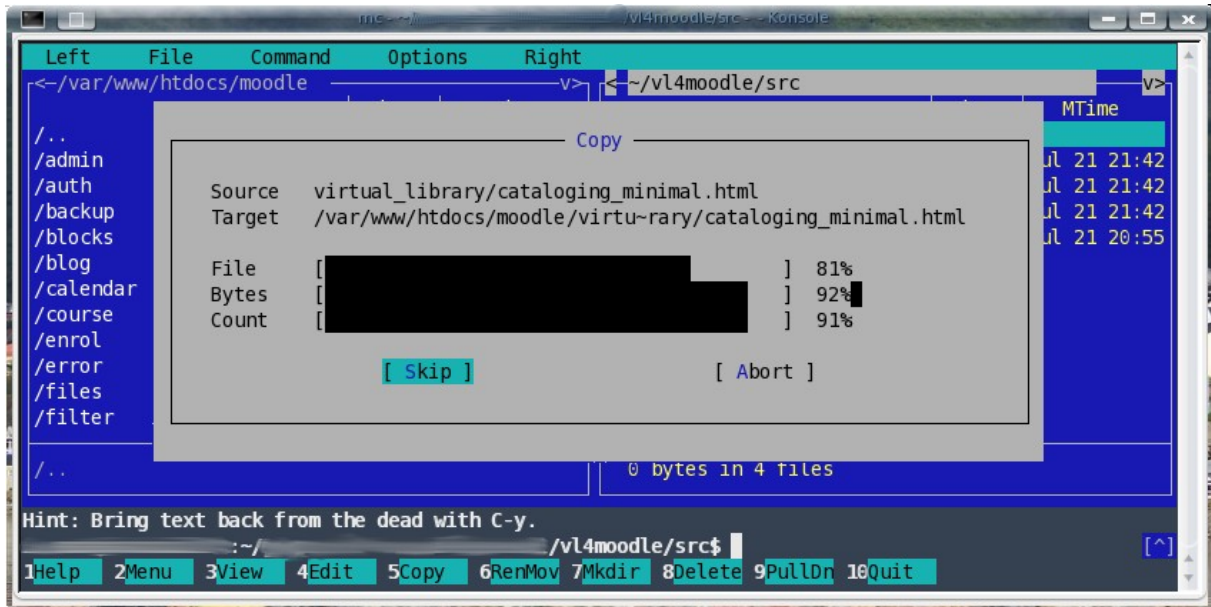 mc - ~/ /vl4moodle/src - - Konsole
Left File Command Options Right
<-/var/www/htdocs/moodle v> < ~/vl4moodle/src v>
MTime
/..
Copy
/admin ul 21 21:42
/auth Source virtual_library/cataloging_minimal.html ul 21 21:42
/backup Target /var/www/htdocs/moodle/virtu~rary/cataloging_minimal.html ul 21 21:42
/blocks ul 21 20:55
/blog File [ ] 81%
/calendar Bytes [ ] 92%
/course Count [ ] 91%
/enrol
/error [ Skip ] [ Abort ]
/files
/filter
/.. 0 bytes in 4 files
Hint: Bring text back from the dead with C-y.
:~/ /vl4moodle/src$ [^]
1Help 2Menu 3View 4Edit 5Copy 6RenMov 7Mkdir 8Delete 9PullDn 10Quit